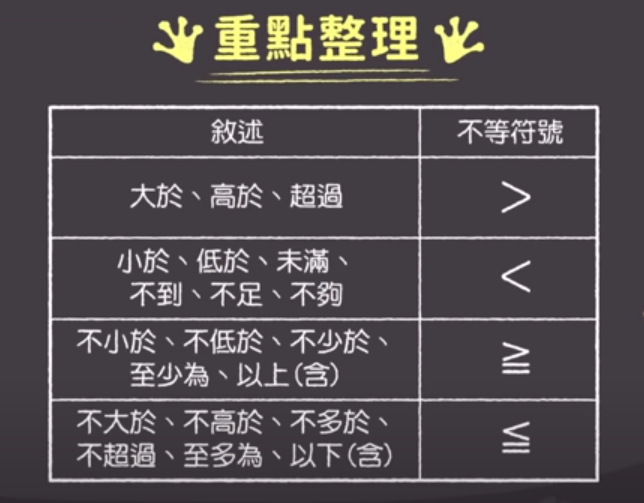 重點整理
敘述 不等符號
大於、高於、超過 >
小於、低於、未滿、
不到、不足、不夠 <
不小於、不低於、不少於、
至少為、以上(含) ≧
不大於、不高於、不多於、
不超過、至多為、以下(含) ≦